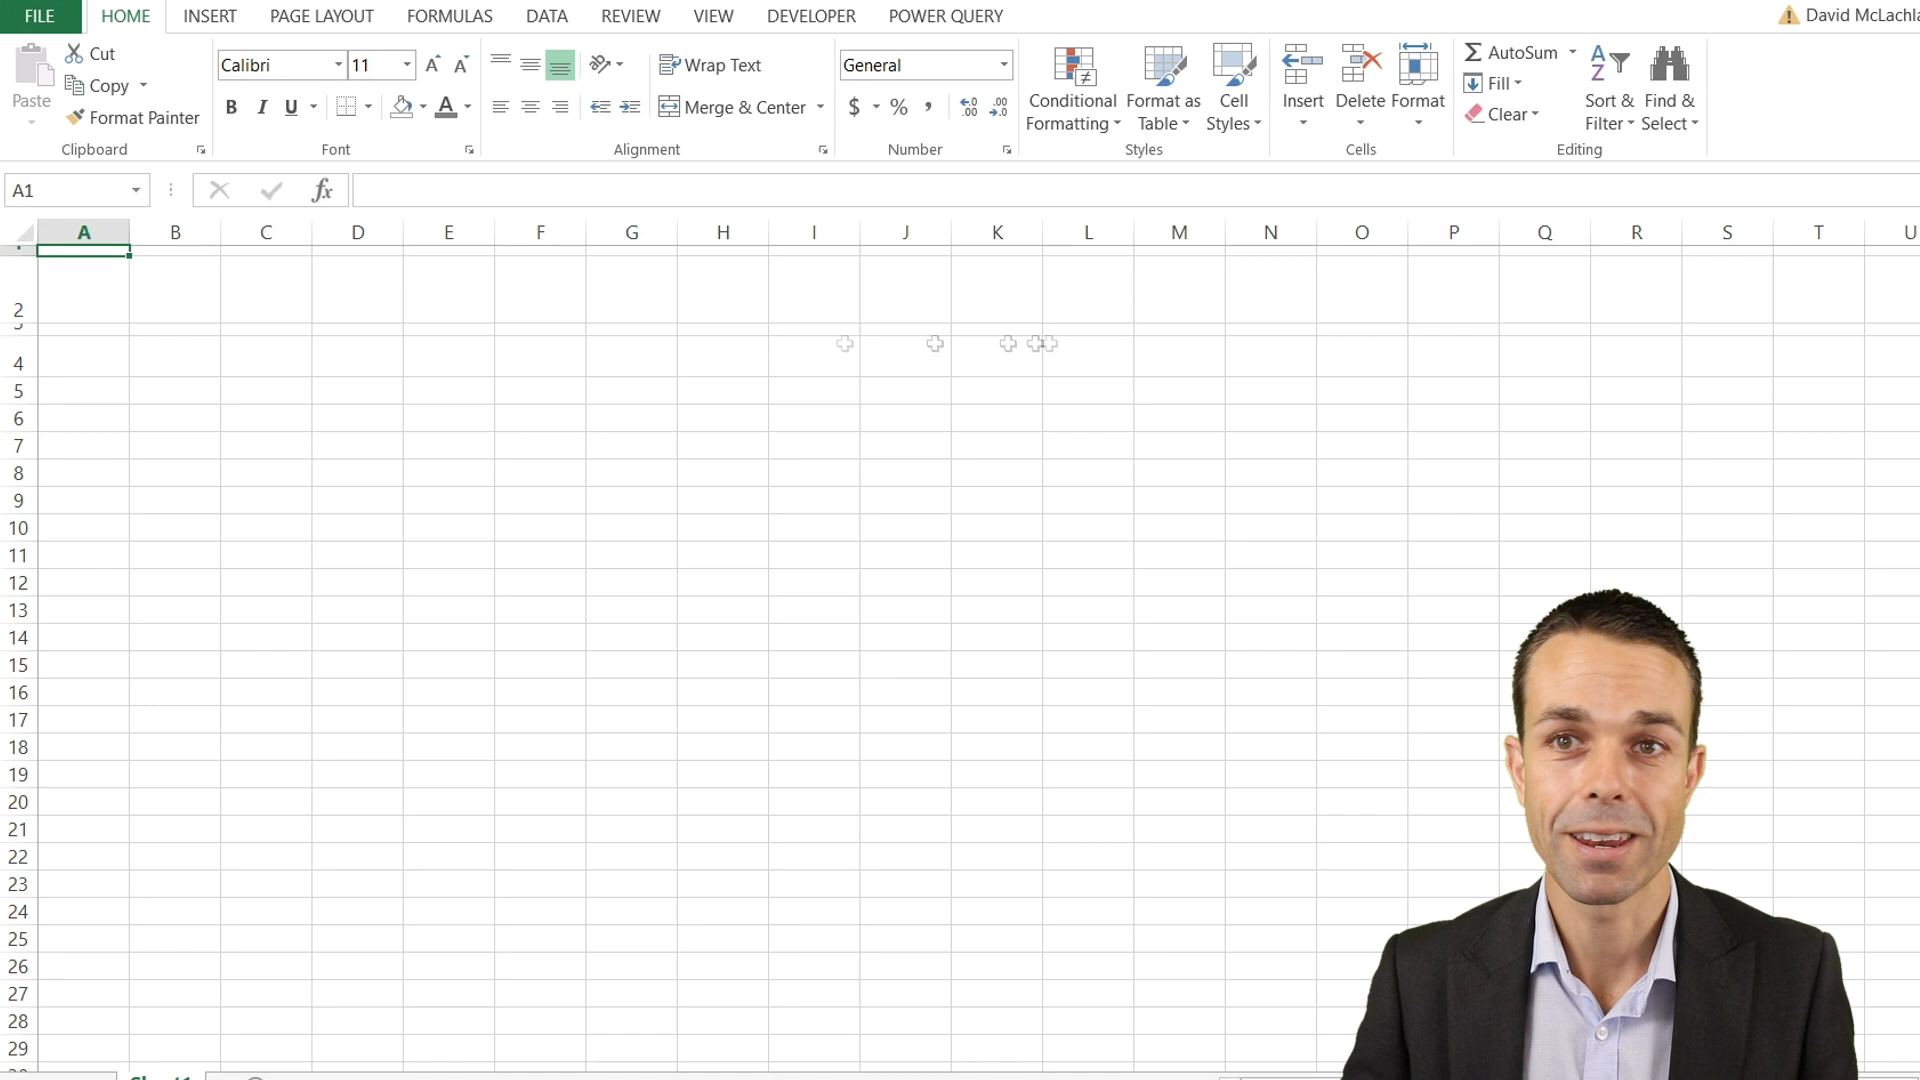 FILE HOME INSERT PAGE LAYOUT FORMULAS DATA REVIEW VIEW DEVELOPER POWER QUERY David McLachla
Paste
Cut
Copy
Format Painter
Clipboard
Calibri 11
B I U A
Font
Wrap Text
Merge & Center
Alignment
General
$ % ,
Number
Conditional
Formatting
Format as
Table
Cell
Styles
Styles
Insert Delete Format
Cells
AutoSum
Fill
Clear
Sort &
Filter
Find &
Select
Editing
A1 fx
A B C D E F G H I J K L M N O P Q R S T U
2
4
5
6
7
8
9
10
11
12
13
14
15
16
17
18
19
20
21
22
23
24
25
26
27
28
29